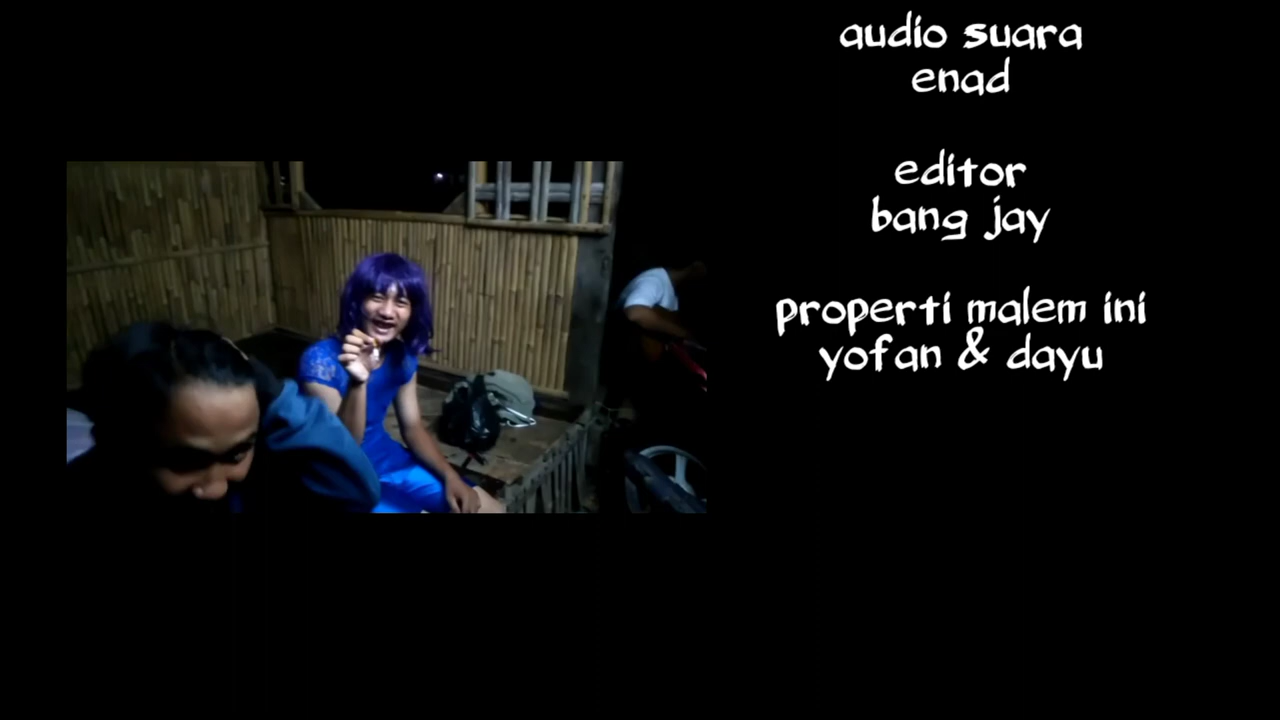 audio suara
enad
editor
bang jay
properti malem ini
yofan & dayu